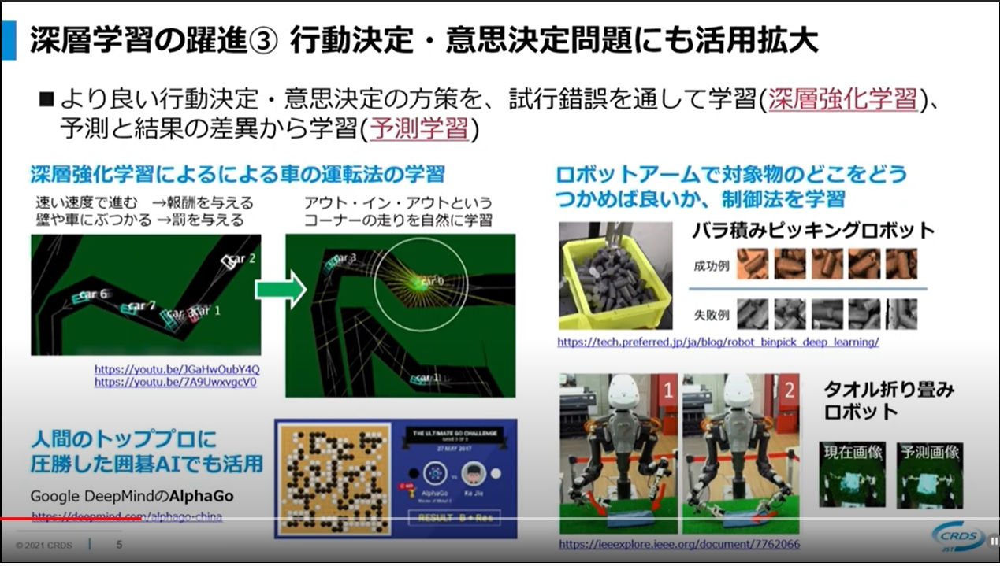 深層学習の躍進③ 行動決定・意思決定問題にも活用拡大
■より良い行動決定・意思決定の方策を、試行錯誤を通して学習(深層強化学習)、
予測と結果の差異から学習(予測学習)
深層強化学習によるによる車の運転法の学習
速い速度で進む →報酬を与える
壁や車にぶつかる →罰を与える
アウト・イン・アウトという
コーナーの走りを自然に学習
car 2
car 6
car 7
car 1
car 3
car 0
car 1
https://youtu.be/JGaHwOubY4Q
https://youtu.be/7A9UwxvgcV0
人間のトッププロに
圧勝した囲碁AIでも活用
Google DeepMindのAlphaGo
https://deepmind.com/alphago-china
THE ULTIMATE GO CHALLENGE
GAME 3 OF 3
27 MAY 2017
AlphaGo
vs
Ke Jie
RESULT B + Res
ロボットアームで対象物のどこをどう
つかめば良いか、制御法を学習
バラ積みピッキングロボット
成功例
失敗例
https://tech.preferred.jp/ja/blog/robot_binpick_deep_learning/
1
2
タオル折り畳み
ロボット
現在画像
予測画像
https://ieeexplore.ieee.org/document/7762066
© 2021 CRDS
5
CRDS
JST